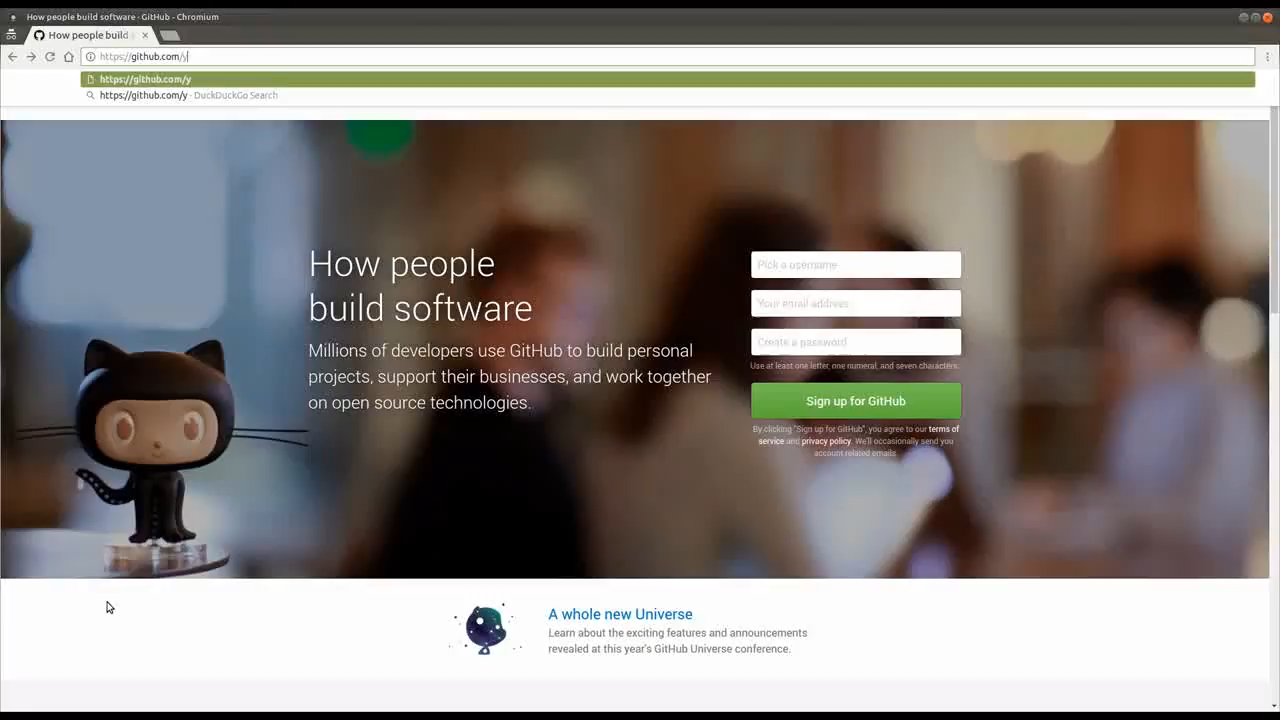 How people build software · GitHub - Chromium
How people build
https://github.com/y
https://github.com/y
https://github.com/y - DuckDuckGo Search
How people
build software
Millions of developers use GitHub to build personal
projects, support their businesses, and work together
on open source technologies.
Pick a username
Your email address
Create a password
Use at least one letter, one numeral, and seven characters.
Sign up for GitHub
By clicking "Sign up for GitHub", you agree to our terms of
service and privacy policy. We'll occasionally send you
account related emails.
A whole new Universe
Learn about the exciting features and announcements
revealed at this year's GitHub Universe conference.